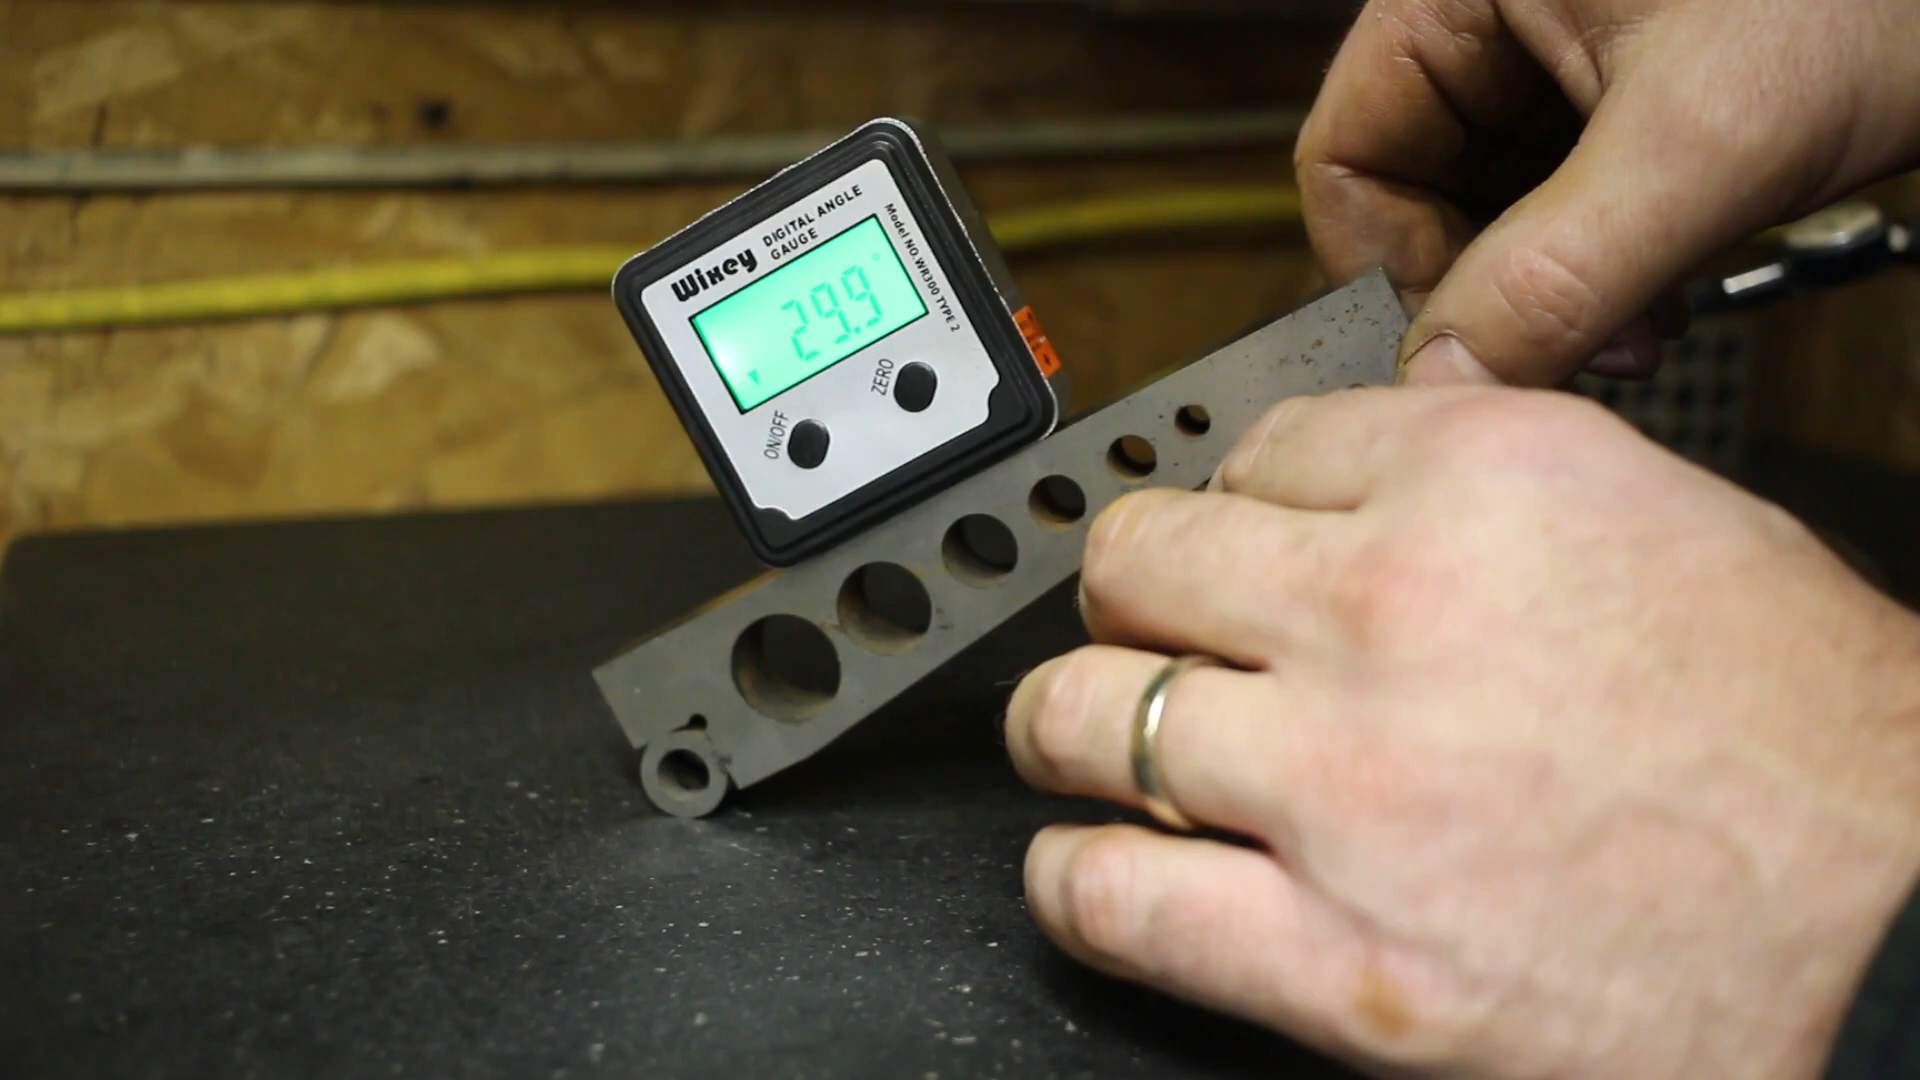 Wixey
DIGITAL ANGLE
GAUGE
Model NO.WR300 TYPE 2
29.9°
ON/OFF
ZERO